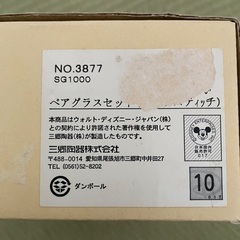 NO.3877
SG1000
ペアグラスセット
ィッチ)
本商品はウォルト・ディズニー・ジャパン(株)
との契約により許諾された著作権を使用して
三郷陶器(株)が製造したものです。
三郷陶器株式会社
〒488-0014 愛知県尾張旭市三郷町中井田27
TEL (0561)52-8202
ダンボール
10